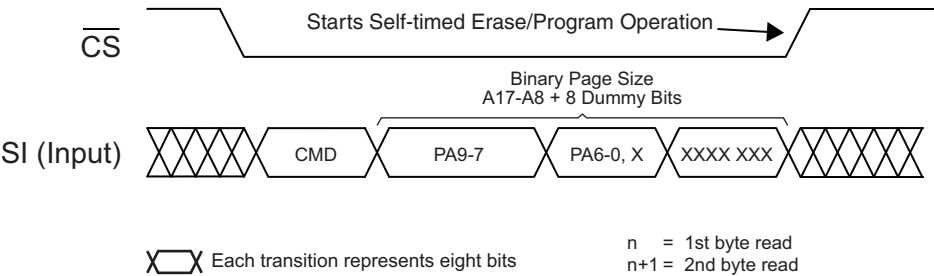 Starts Self-timed Erase/Program Operation
CS
Binary Page Size
A17-A8 + 8 Dummy Bits
SI (Input)
CMD
PA9-7
PA6-0, X
XXXX XXX
Each transition represents eight bits
n = 1st byte read
n+1 = 2nd byte read